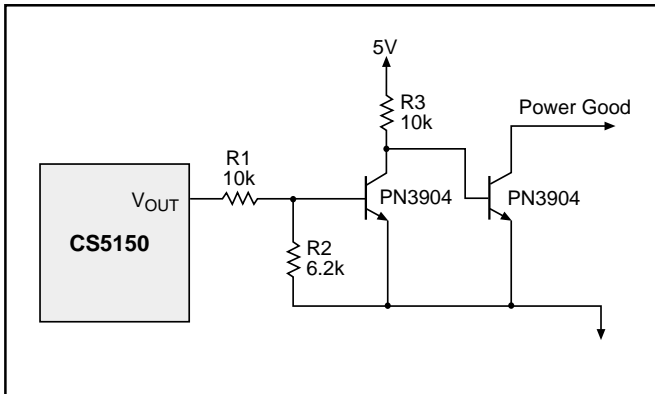 5V
R3
10k
Power Good
R1
10k
VOUT
PN3904
PN3904
CS5150
R2
6.2k